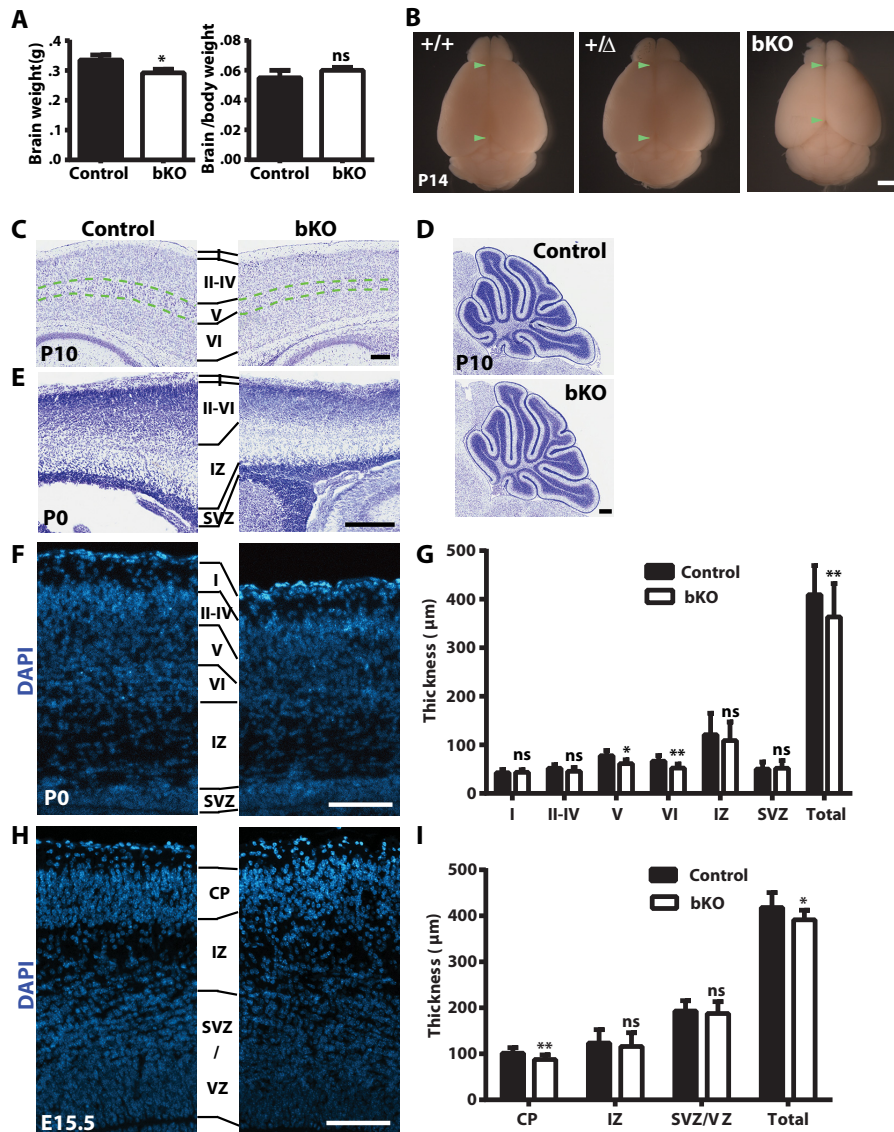 A
Brain weight(g)
.4
.3
.2
.1
.0
*
Control
bKO
Brain /body weight
.08
.06
.04
.02
.00
ns
Control
bKO
B
+/+
+/Δ
bKO
P14
C
Control
bKO
I
II-IV
V
VI
P10
D
Control
P10
bKO
E
I
II-VI
IZ
SVZ
P0
F
DAPI
I
II-IV
V
VI
IZ
SVZ
P0
G
Thickness ( μm)
500
400
300
200
100
0
Control
bKO
ns
ns
*
**
ns
ns
**
I
II-IV
V
VI
IZ
SVZ
Total
H
DAPI
CP
IZ
SVZ
/
VZ
E15.5
I
Thickness (μm)
500
400
300
200
100
0
Control
bKO
**
ns
ns
*
CP
IZ
SVZ/V Z
Total